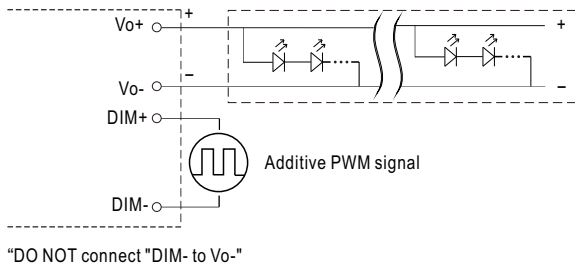 Vo+ + +
Vo- – –
DIM+
Additive PWM signal
DIM-
“DO NOT connect "DIM- to Vo-"